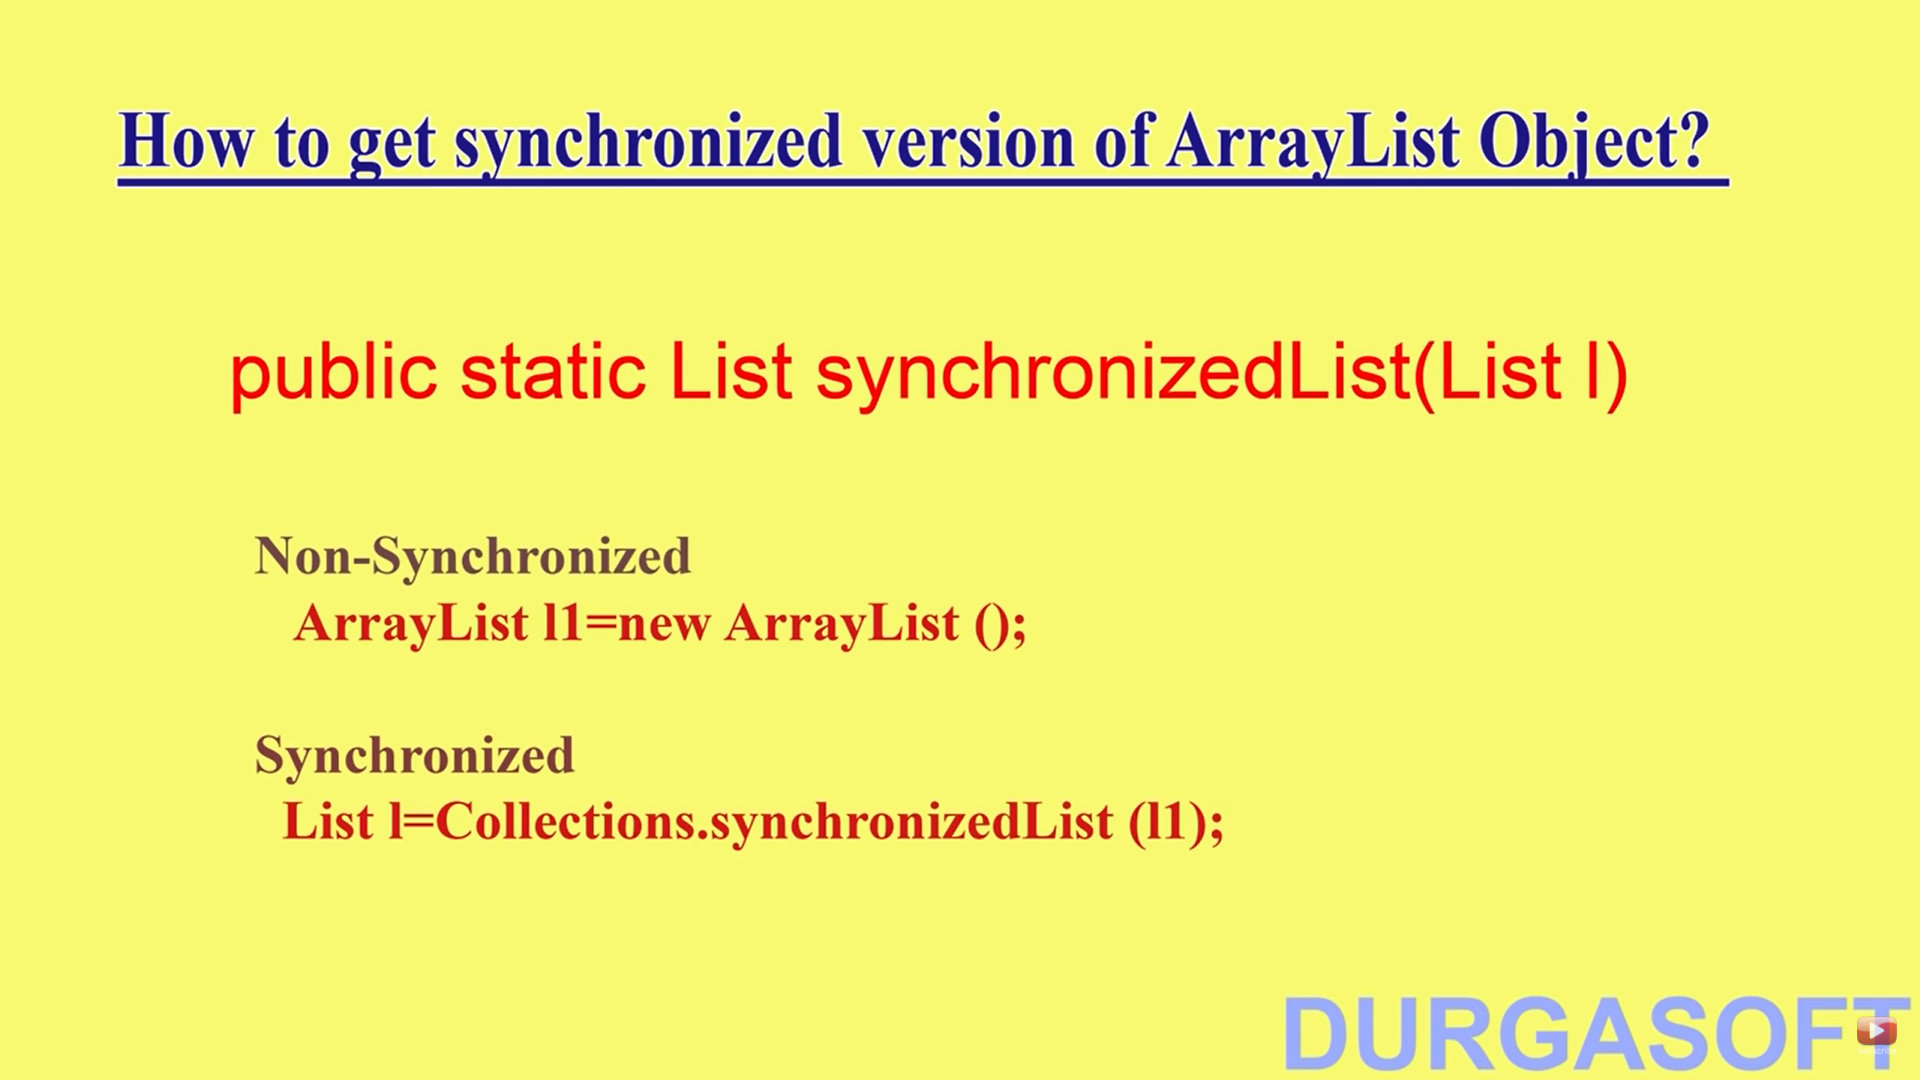 How to get synchronized version of ArrayList Object?
public static List synchronizedList(List l)
Non-Synchronized
ArrayList l1=new ArrayList ();
Synchronized
List l=Collections.synchronizedList (l1);
DURGASOFT
Subscribe